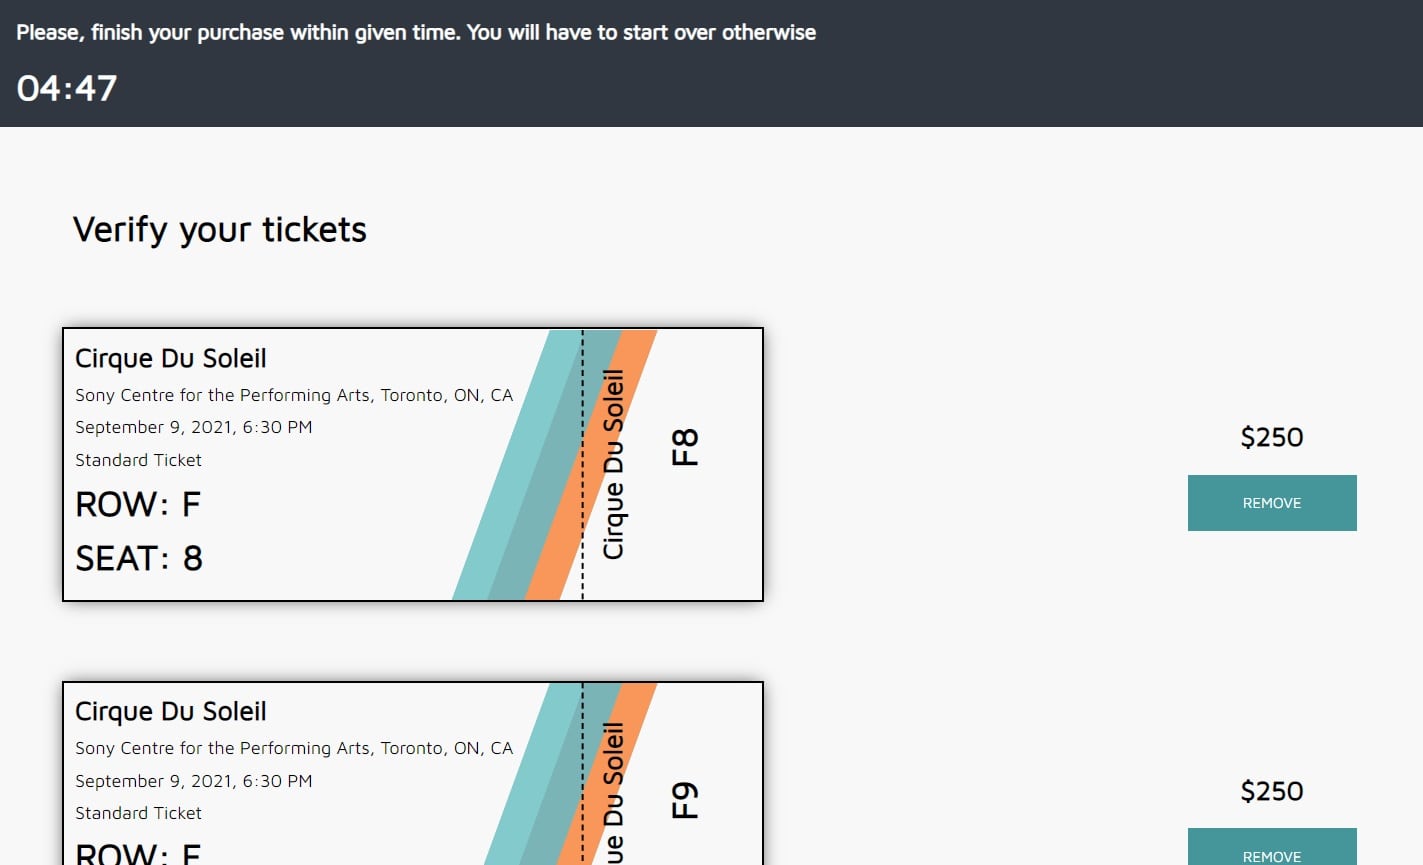 Please, finish your purchase within given time. You will have to start over otherwise
04:47
Verify your tickets
Cirque Du Soleil
Sony Centre for the Performing Arts, Toronto, ON, CA
September 9, 2021, 6:30 PM
Standard Ticket
ROW: F
SEAT: 8
Cirque Du Soleil
F8
$250
REMOVE
Cirque Du Soleil
Sony Centre for the Performing Arts, Toronto, ON, CA
September 9, 2021, 6:30 PM
Standard Ticket
ROW: F
ue Du Soleil
F9
$250
REMOVE